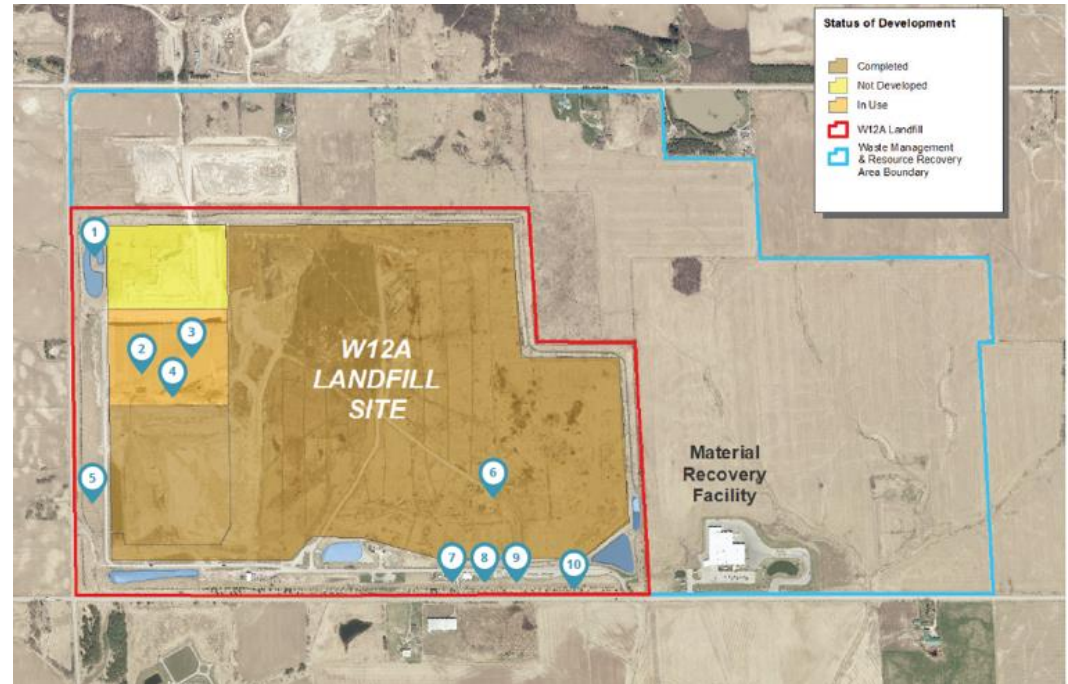 Status of Development
Completed
Not Developed
In Use
W12A Landfill
Waste Management
& Resource Recovery
Area Boundary
1
2
3
4
W12A
LANDFILL
SITE
5
6
Material
Recovery
Facility
7
8
9
10